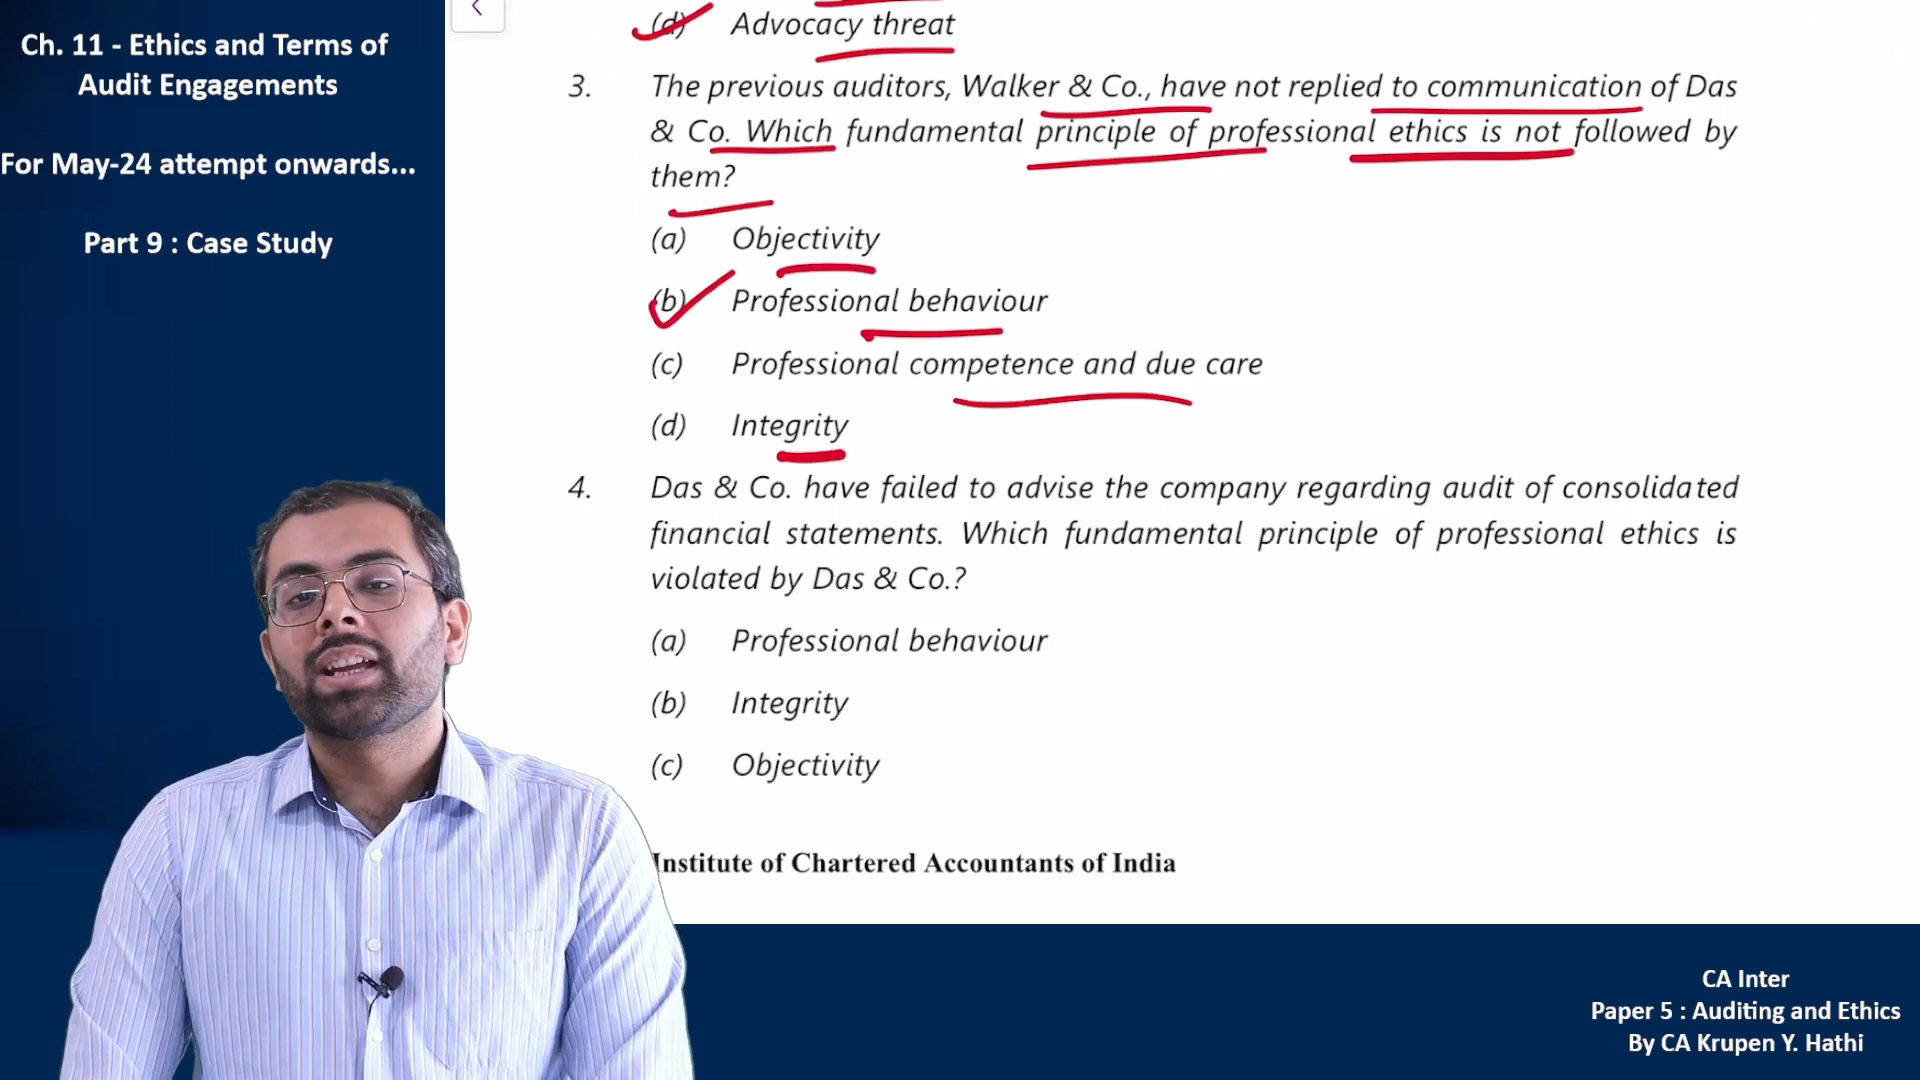 Ch. 11 - Ethics and Terms of
Audit Engagements
For May-24 attempt onwards...
Part 9 : Case Study
(d) Advocacy threat
3. The previous auditors, Walker & Co., have not replied to communication of Das
& Co. Which fundamental principle of professional ethics is not followed by
them?
(a) Objectivity
(b) Professional behaviour
(c) Professional competence and due care
(d) Integrity
4. Das & Co. have failed to advise the company regarding audit of consolidated
financial statements. Which fundamental principle of professional ethics is
violated by Das & Co.?
(a) Professional behaviour
(b) Integrity
(c) Objectivity
Institute of Chartered Accountants of India
CA Inter
Paper 5 : Auditing and Ethics
By CA Krupen Y. Hathi